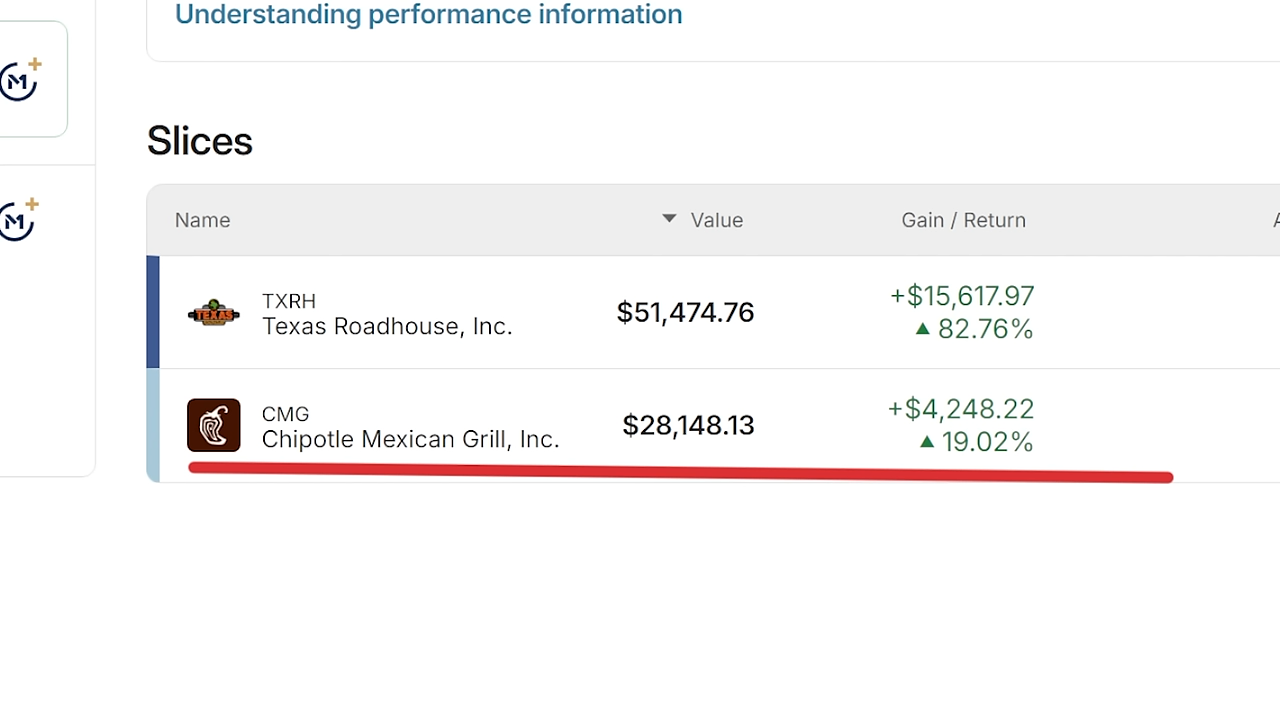 Understanding performance information
M+
M+
Slices
Name
Value
Gain / Return
TXRH
Texas Roadhouse, Inc.
$51,474.76
+$15,617.97
82.76%
TEXAS
CMG
Chipotle Mexican Grill, Inc.
$28,148.13
+$4,248.22
19.02%